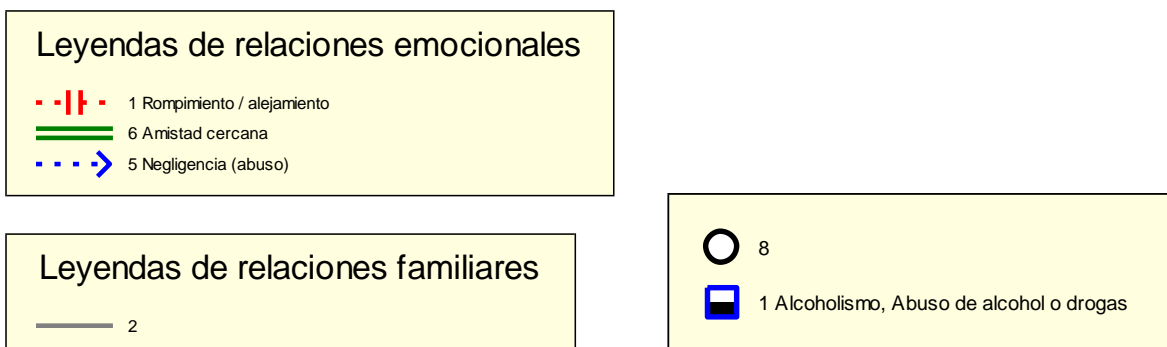 Leyendas de relaciones emocionales
1 Rompimiento / alejamiento
6 Amistad cercana
5 Negligencia (abuso)
Leyendas de relaciones familiares
2
8
1 Alcoholismo, Abuso de alcohol o drogas